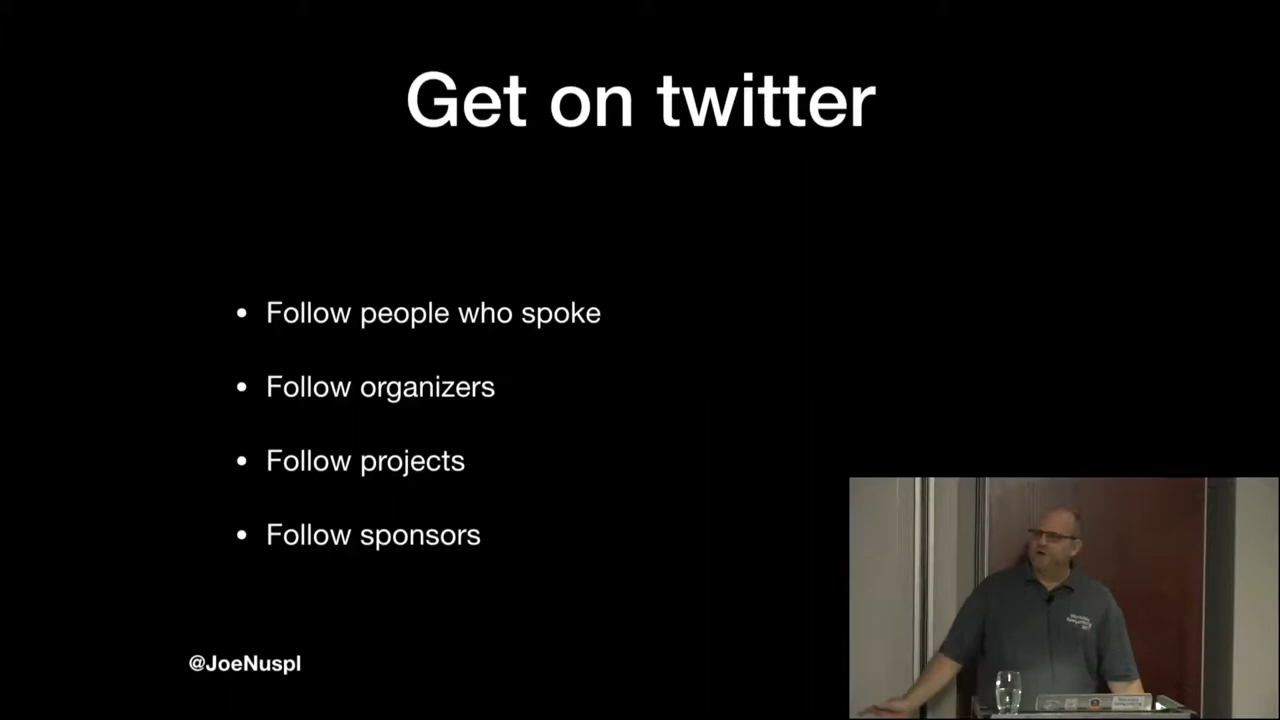 Get on twitter
• Follow people who spoke
• Follow organizers
• Follow projects
• Follow sponsors
@JoeNuspl